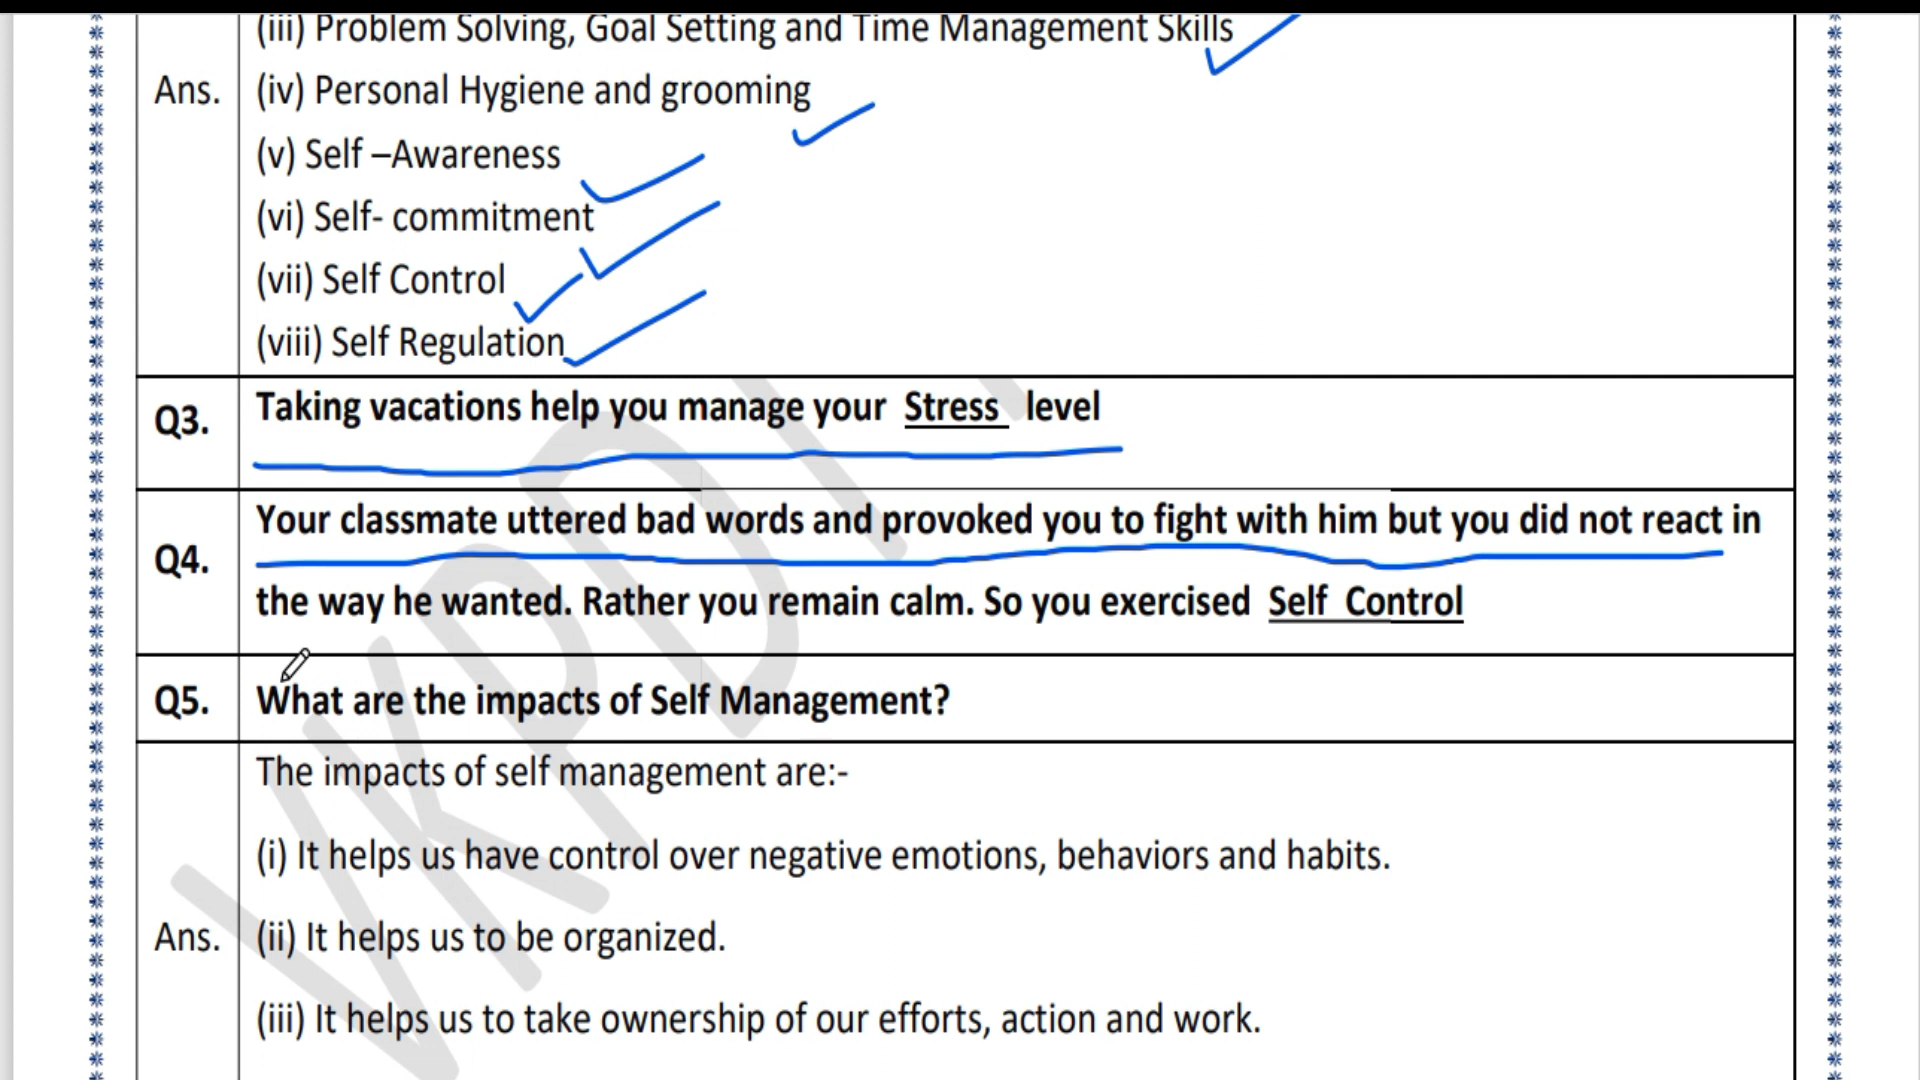 (iii) Problem Solving, Goal Setting and Time Management Skills
Ans. (iv) Personal Hygiene and grooming
(v) Self –Awareness
(vi) Self- commitment
(vii) Self Control
(viii) Self Regulation
Q3. Taking vacations help you manage your Stress level
Q4. Your classmate uttered bad words and provoked you to fight with him but you did not react in
the way he wanted. Rather you remain calm. So you exercised Self Control
Q5. What are the impacts of Self Management?
The impacts of self management are:-
(i) It helps us have control over negative emotions, behaviors and habits.
Ans. (ii) It helps us to be organized.
(iii) It helps us to take ownership of our efforts, action and work.